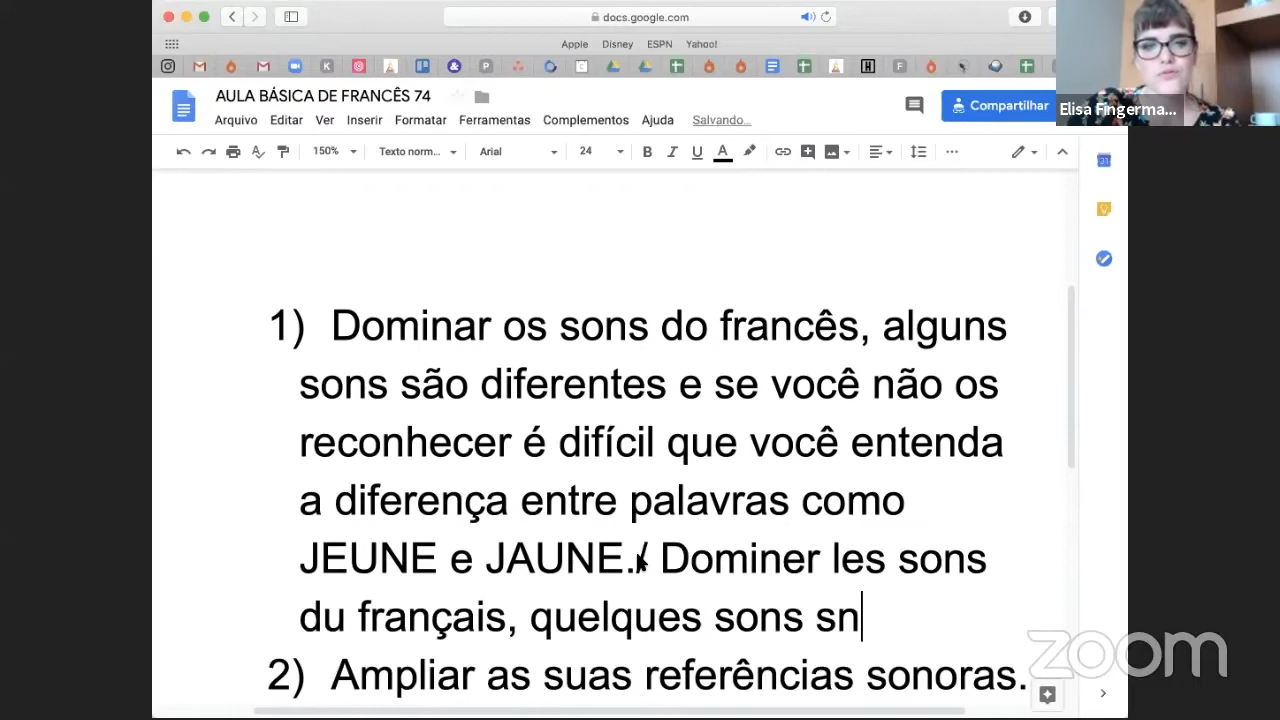 docs.google.com
Apple Disney ESPN Yahoo!
AULA BÁSICA DE FRANCÊS 74
Compartilhar
Elisa Fingerma...
Arquivo Editar Ver Inserir Formatar Ferramentas Complementos Ajuda Salvando...
150% Texto norm... Arial 24 B I U A
31
1) Dominar os sons do francês, alguns
sons são diferentes e se você não os
reconhecer é difícil que você entenda
a diferença entre palavras como
JEUNE e JAUNE./ Dominer les sons
du français, quelques sons sn
2) Ampliar as suas referências sonoras.
zoom